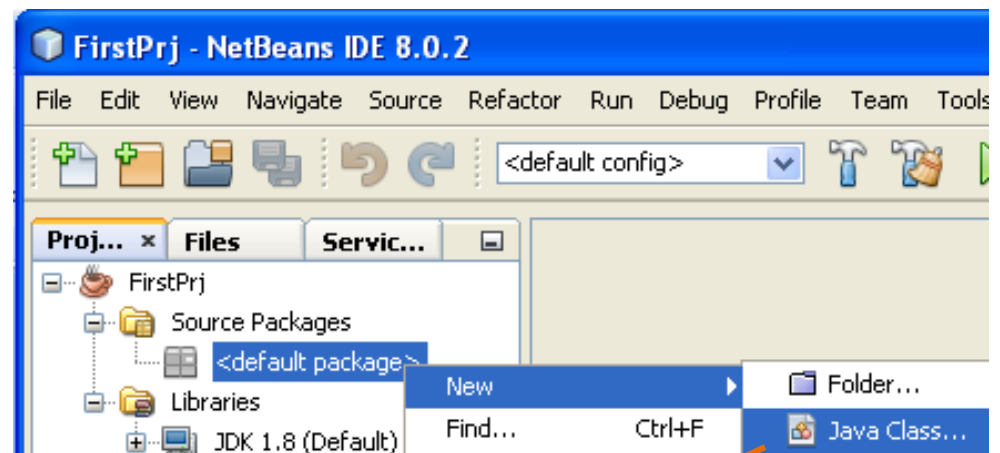 FirstPrj - NetBeans IDE 8.0.2
File Edit View Navigate Source Refactor Run Debug Profile Team Tools
<default config>
Proj... × Files Servic...
FirstPrj
Source Packages
<default package>
New Folder...
Libraries
Find... Ctrl+F Java Class...
JDK 1.8 (Default)